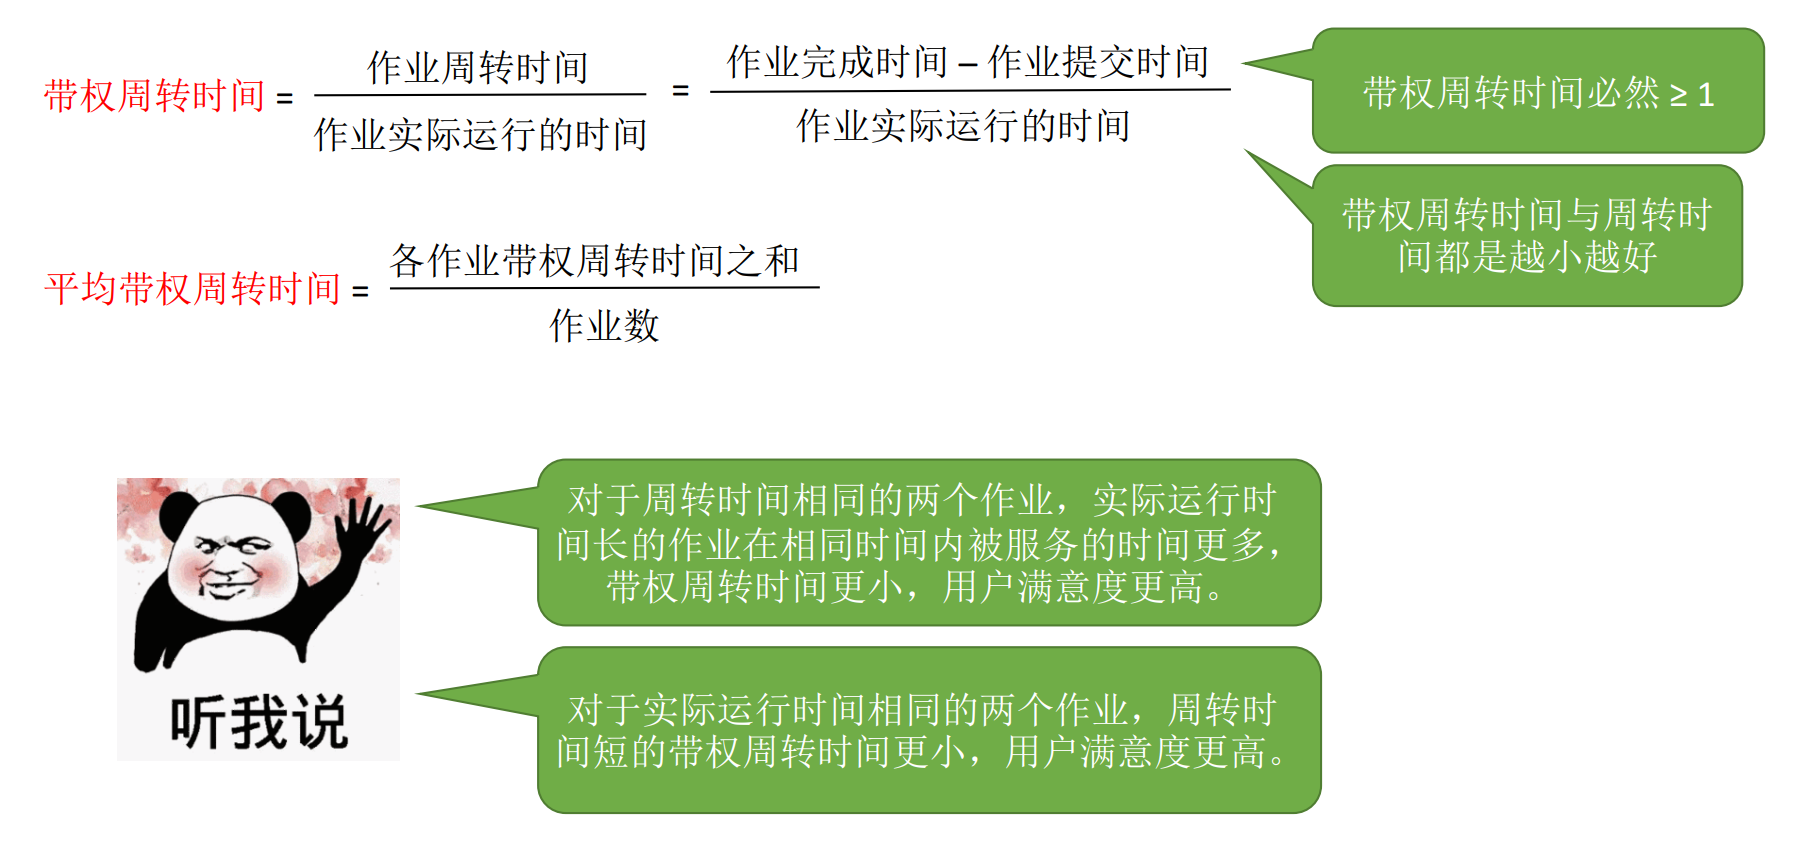 带权周转时间 = 作业周转时间 / 作业实际运行的时间 = 作业完成时间 – 作业提交时间 / 作业实际运行的时间
带权周转时间必然 ≥ 1
带权周转时间与周转时
间都是越小越好
平均带权周转时间 = 各作业带权周转时间之和 / 作业数
对于周转时间相同的两个作业，实际运行时
间长的作业在相同时间内被服务的时间更多，
带权周转时间更小，用户满意度更高。
听我说
对于实际运行时间相同的两个作业，周转时
间短的带权周转时间更小，用户满意度更高。